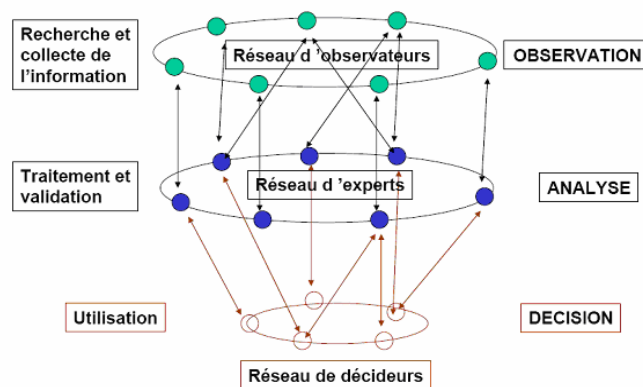 Recherche et
collecte de
l'information
Réseau d 'observateurs
OBSERVATION
Traitement et
validation
Réseau d 'experts
ANALYSE
Utilisation
DECISION
Réseau de décideurs